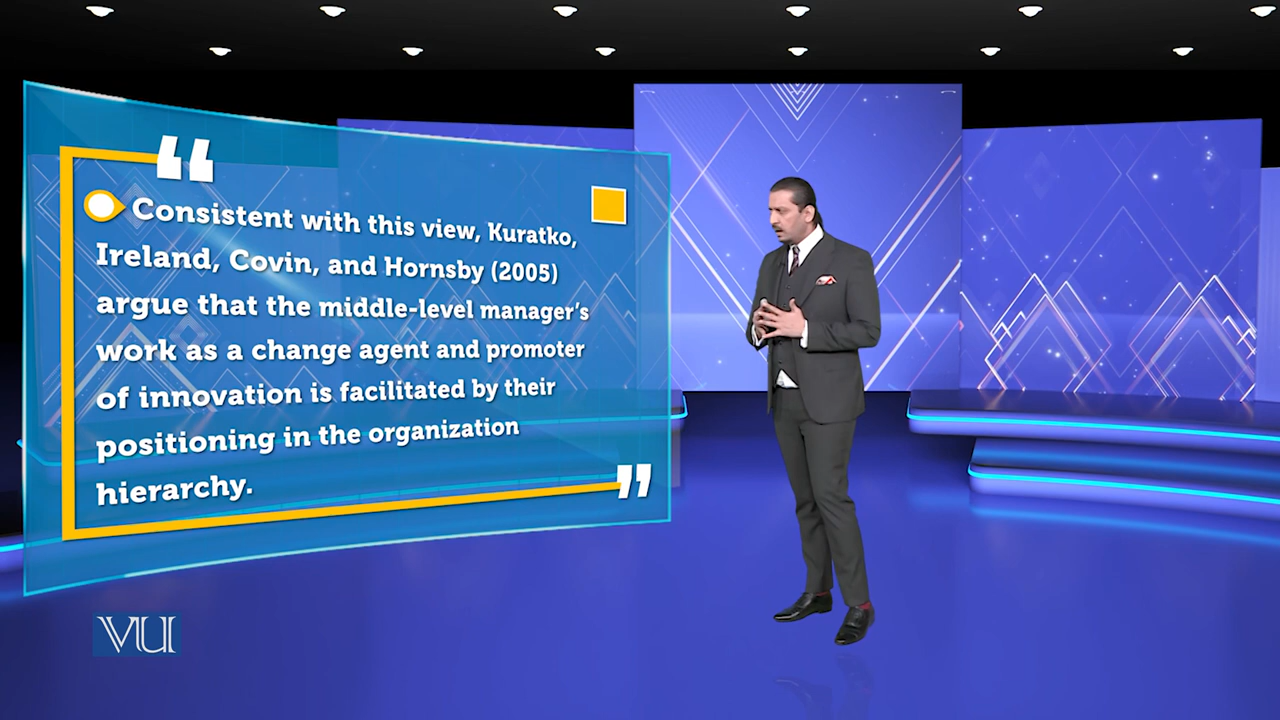 “
Consistent with this view, Kuratko,
Ireland, Covin, and Hornsby (2005)
argue that the middle-level manager’s
work as a change agent and promoter
of innovation is facilitated by their
positioning in the organization
hierarchy.
”
VU